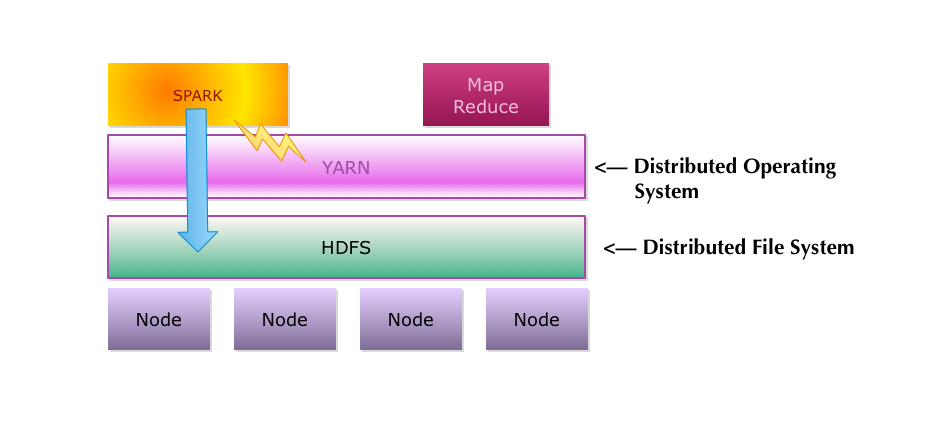 SPARK
Map
Reduce
YARN
<— Distributed Operating
System
HDFS
<— Distributed File System
Node
Node
Node
Node